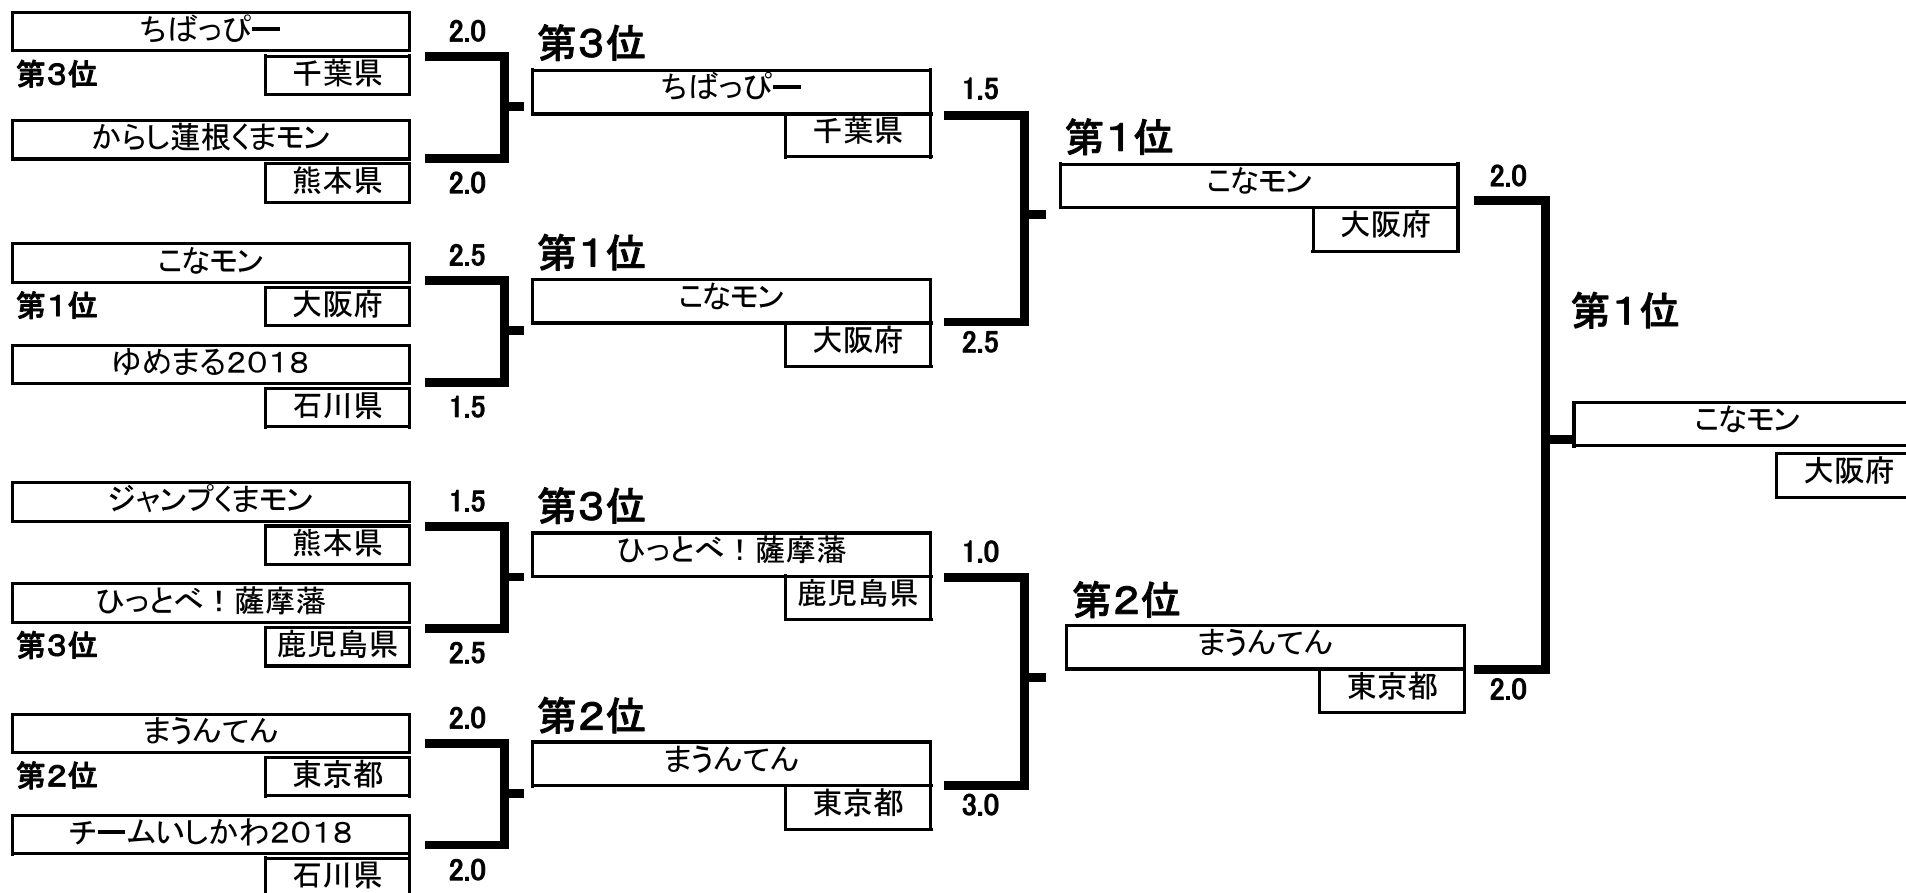 ちばっぴー
2.0
第3位
千葉県
からし蓮根くまモン
熊本県
2.0
こなモン
2.5
第1位
大阪府
ゆめまる2018
石川県
1.5
ジャンプくまモン
1.5
熊本県
ひっとべ！薩摩藩
第3位
鹿児島県
2.5
まうんてん
2.0
第2位
東京都
チームいしかわ2018
石川県
2.0
第3位
ちばっぴー
千葉県
1.5
第1位
こなモン
大阪府
2.5
第3位
ひっとべ！薩摩藩
鹿児島県
1.0
第2位
まうんてん
東京都
3.0
第1位
こなモン
大阪府
2.0
第2位
まうんてん
東京都
2.0
第1位
こなモン
大阪府